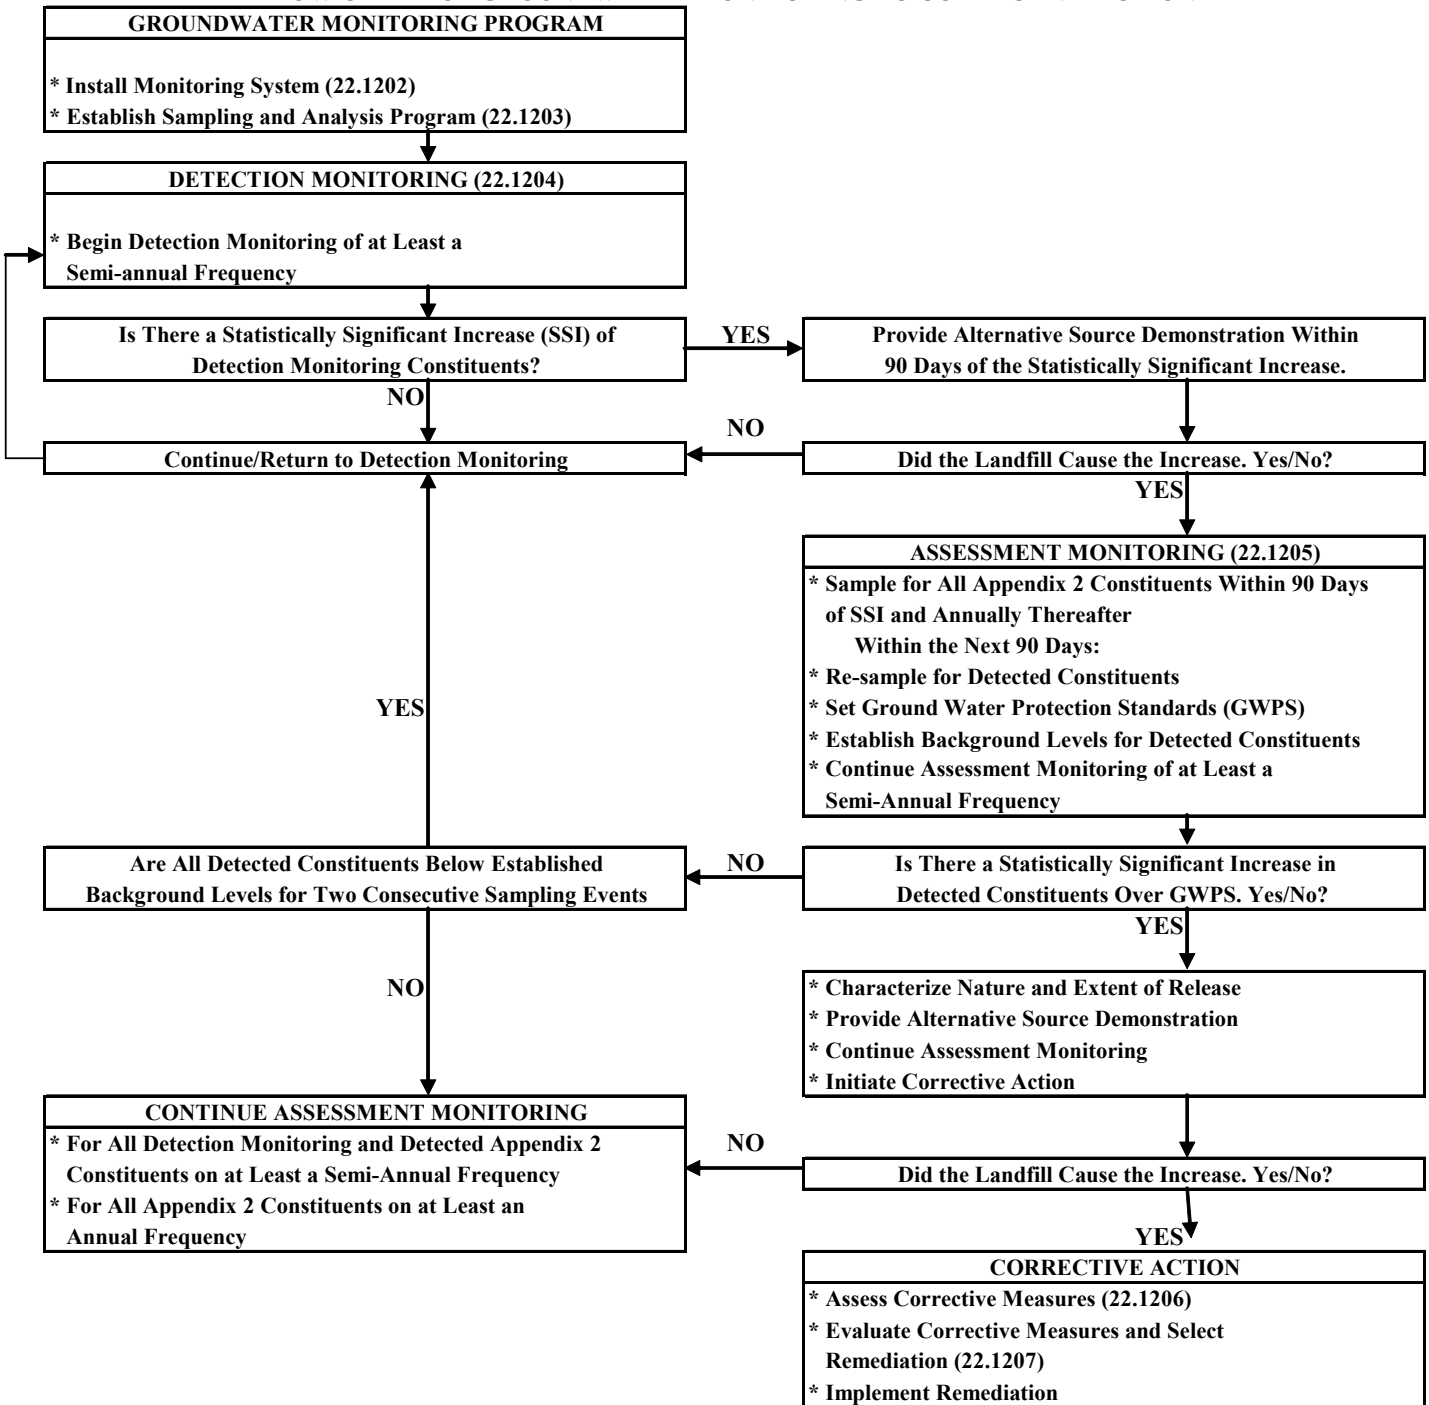 GROUNDWATER MONITORING PROGRAM
* Install Monitoring System (22.1202)
* Establish Sampling and Analysis Program (22.1203)
DETECTION MONITORING (22.1204)
* Begin Detection Monitoring of at Least a
Semi-annual Frequency
Is There a Statistically Significant Increase (SSI) of
Detection Monitoring Constituents?
YES
Provide Alternative Source Demonstration Within
90 Days of the Statistically Significant Increase.
NO
NO
Continue/Return to Detection Monitoring
Did the Landfill Cause the Increase. Yes/No?
YES
ASSESSMENT MONITORING (22.1205)
* Sample for All Appendix 2 Constituents Within 90 Days
of SSI and Annually Thereafter
Within the Next 90 Days:
* Re-sample for Detected Constituents
* Set Ground Water Protection Standards (GWPS)
* Establish Background Levels for Detected Constituents
* Continue Assessment Monitoring of at Least a
Semi-Annual Frequency
YES
Are All Detected Constituents Below Established
Background Levels for Two Consecutive Sampling Events
NO
Is There a Statistically Significant Increase in
Detected Constituents Over GWPS. Yes/No?
YES
NO
* Characterize Nature and Extent of Release
* Provide Alternative Source Demonstration
* Continue Assessment Monitoring
* Initiate Corrective Action
CONTINUE ASSESSMENT MONITORING
* For All Detection Monitoring and Detected Appendix 2
Constituents on at Least a Semi-Annual Frequency
* For All Appendix 2 Constituents on at Least an
Annual Frequency
NO
Did the Landfill Cause the Increase. Yes/No?
YES
CORRECTIVE ACTION
* Assess Corrective Measures (22.1206)
* Evaluate Corrective Measures and Select
Remediation (22.1207)
* Implement Remediation